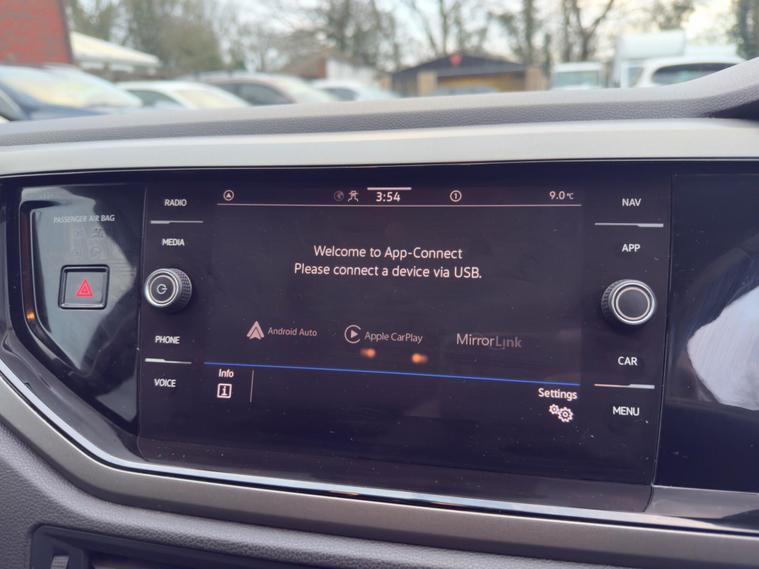 3:54
1
9.0°C
PASSENGER AIR BAG
RADIO
MEDIA
PHONE
VOICE
Welcome to App-Connect
Please connect a device via USB.
Android Auto
Apple CarPlay
MirrorLink
Info
Settings
NAV
APP
CAR
MENU